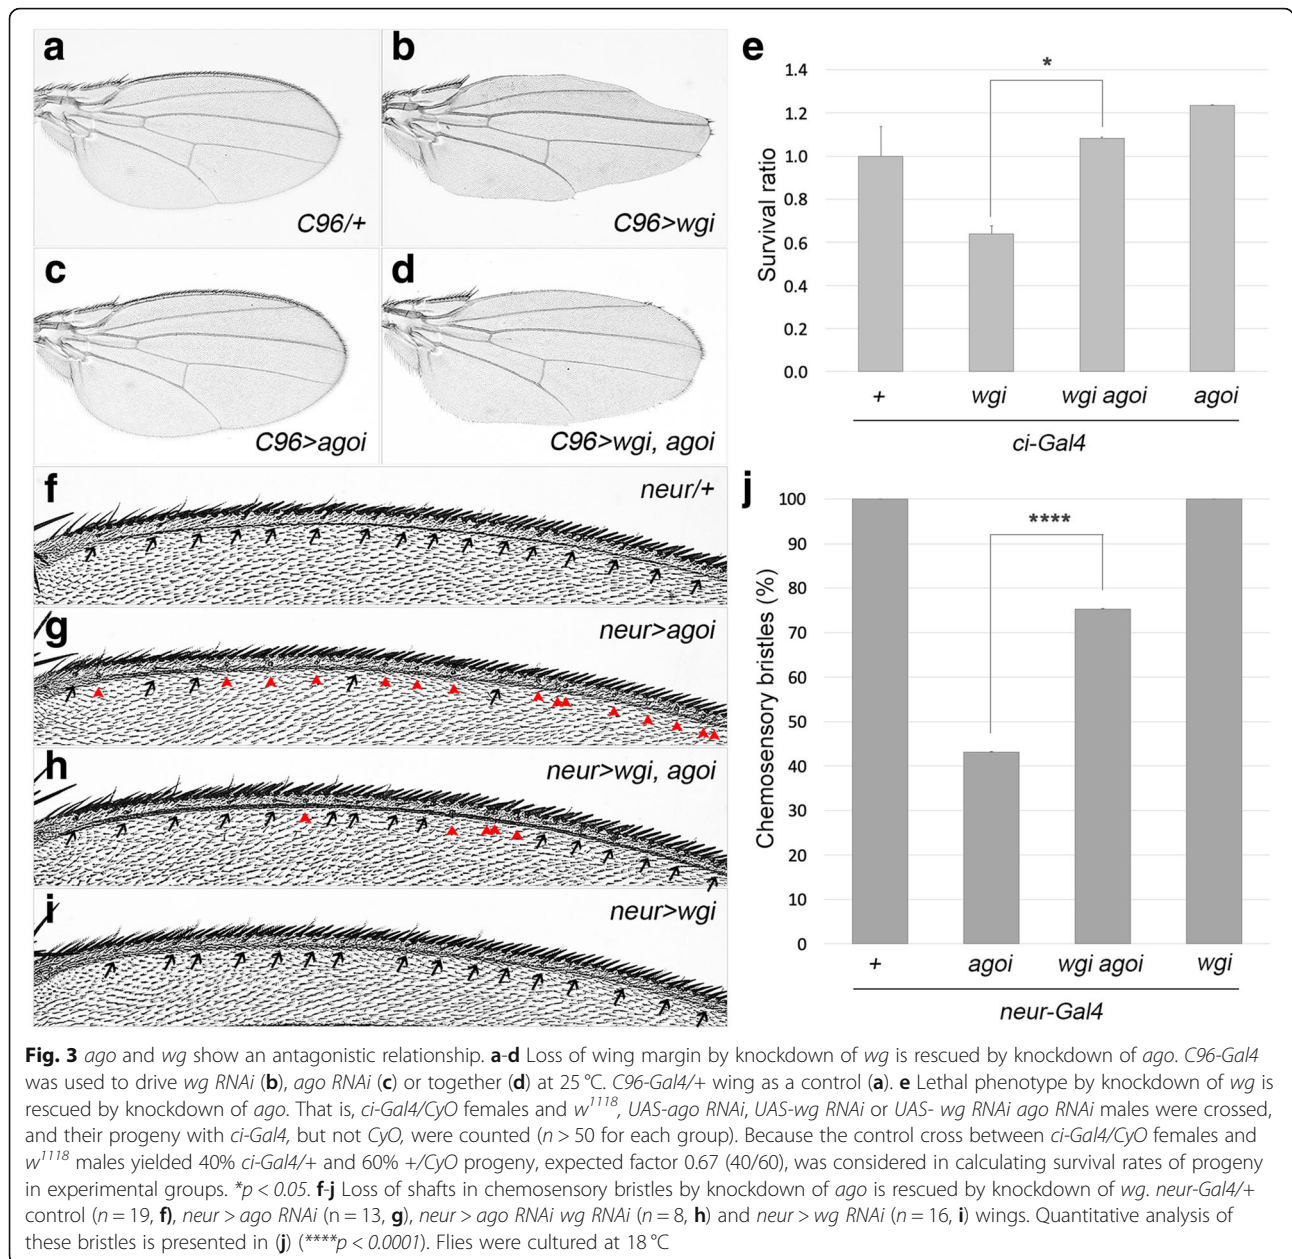 a
C96/+
b
C96>wgi
c
C96>agoi
d
C96>wgi, agoi
e
*
Survival ratio
1.4
1.2
1.0
0.8
0.6
0.4
0.2
0.0
+ wgi wgi agoi agoi
ci-Gal4
f
neur/+
g
neur>agoi
h
neur>wgi, agoi
i
neur>wgi
j
****
Chemosensory bristles (%)
100
90
80
70
60
50
40
30
20
10
0
+ agoi wgi agoi wgi
neur-Gal4
Fig. 3 ago and wg show an antagonistic relationship. a-d Loss of wing margin by knockdown of wg is rescued by knockdown of ago. C96-Gal4
was used to drive wg RNAi (b), ago RNAi (c) or together (d) at 25 °C. C96-Gal4/+ wing as a control (a). e Lethal phenotype by knockdown of wg is
rescued by knockdown of ago. That is, ci-Gal4/CyO females and w1118, UAS-ago RNAi, UAS-wg RNAi or UAS- wg RNAi ago RNAi males were crossed,
and their progeny with ci-Gal4, but not CyO, were counted (n > 50 for each group). Because the control cross between ci-Gal4/CyO females and
w1118 males yielded 40% ci-Gal4/+ and 60% +/CyO progeny, expected factor 0.67 (40/60), was considered in calculating survival rates of progeny
in experimental groups. *p < 0.05. f-j Loss of shafts in chemosensory bristles by knockdown of ago is rescued by knockdown of wg. neur-Gal4/+
control (n = 19, f), neur > ago RNAi (n = 13, g), neur > ago RNAi wg RNAi (n = 8, h) and neur > wg RNAi (n = 16, i) wings. Quantitative analysis of
these bristles is presented in (j) (****p < 0.0001). Flies were cultured at 18 °C